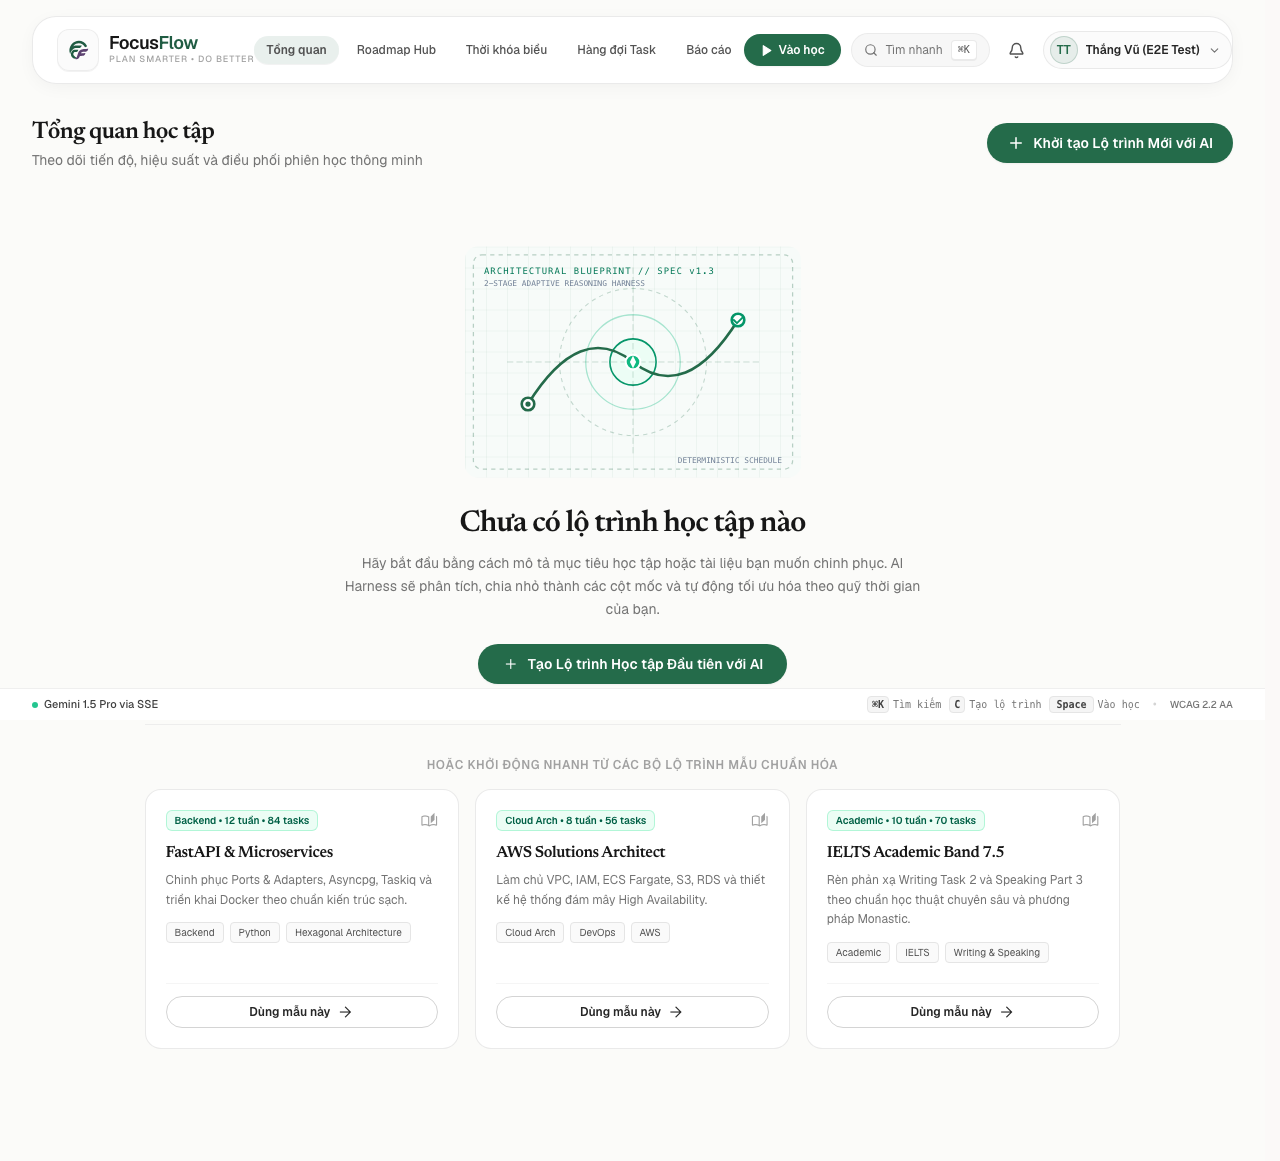 FocusFlow
PLAN SMARTER • DO BETTER
Tổng quan
Roadmap Hub
Thời khóa biểu
Hàng đợi Task
Báo cáo
Vào học
Tìm nhanh ⌘K
TT
Thắng Vũ (E2E Test)
Tổng quan học tập
Theo dõi tiến độ, hiệu suất và điều phối phiên học thông minh
Khởi tạo Lộ trình Mới với AI
ARCHITECTURAL BLUEPRINT // SPEC v1.3
2-STAGE ADAPTIVE REASONING HARNESS
DETERMINISTIC SCHEDULE
Chưa có lộ trình học tập nào
Hãy bắt đầu bằng cách mô tả mục tiêu học tập hoặc tài liệu bạn muốn chinh phục. AI
Harness sẽ phân tích, chia nhỏ thành các cột mốc và tự động tối ưu hóa theo quỹ thời gian
của bạn.
Tạo Lộ trình Học tập Đầu tiên với AI
Gemini 1.5 Pro via SSE
⌘K Tìm kiếm C Tạo lộ trình Space Vào học • WCAG 2.2 AA
HOẶC KHỞI ĐỘNG NHANH TỪ CÁC BỘ LỘ TRÌNH MẪU CHUẨN HÓA
Backend • 12 tuần • 84 tasks
FastAPI & Microservices
Chinh phục Ports & Adapters, Asyncpg, Taskiq và
triển khai Docker theo chuẩn kiến trúc sạch.
Backend
Python
Hexagonal Architecture
Dùng mẫu này
Cloud Arch • 8 tuần • 56 tasks
AWS Solutions Architect
Làm chủ VPC, IAM, ECS Fargate, S3, RDS và thiết
kế hệ thống đám mây High Availability.
Cloud Arch
DevOps
AWS
Dùng mẫu này
Academic • 10 tuần • 70 tasks
IELTS Academic Band 7.5
Rèn phản xạ Writing Task 2 và Speaking Part 3
theo chuẩn học thuật chuyên sâu và phương
pháp Monastic.
Academic
IELTS
Writing & Speaking
Dùng mẫu này